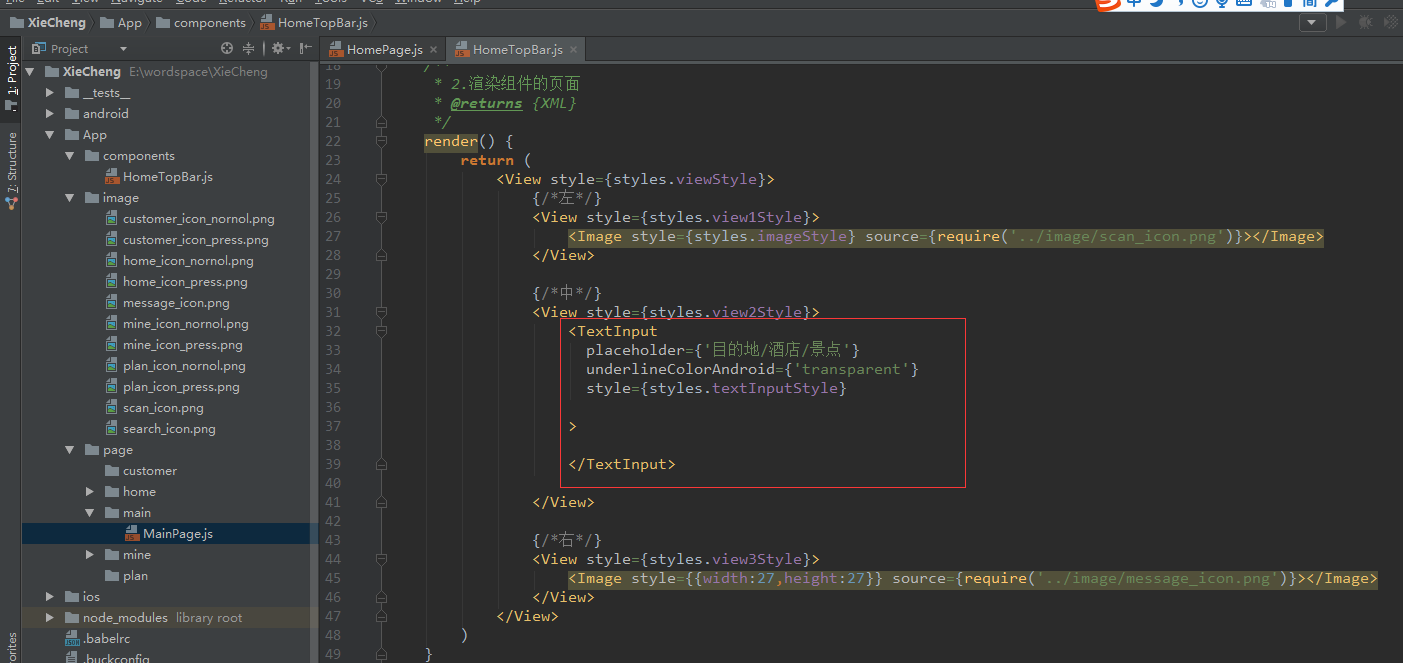 XieCheng App components HomeTopBar.js
Project
HomePage.js HomeTopBar.js
1: Project
7: Structure
XieCheng E:\wordspace\XieCheng
__tests__
android
App
components
HomeTopBar.js
image
customer_icon_nornol.png
customer_icon_press.png
home_icon_nornol.png
home_icon_press.png
message_icon.png
mine_icon_nornol.png
mine_icon_press.png
plan_icon_nornol.png
plan_icon_press.png
scan_icon.png
search_icon.png
page
customer
home
main
MainPage.js
mine
plan
ios
node_modules library root
.babelrc
.buckconfig
18 /**
19 * 2.渲染组件的页面
20 * @returns {XML}
21 */
22 render() {
23 return (
24 <View style={styles.viewStyle}>
25 {/*左*/}
26 <View style={styles.view1Style}>
27 <Image style={styles.imageStyle} source={require('../image/scan_icon.png')}></Image>
28 </View>
29
30 {/*中*/}
31 <View style={styles.view2Style}>
32 <TextInput
33 placeholder={'目的地/酒店/景点'}
34 underlineColorAndroid={'transparent'}
35 style={styles.textInputStyle}
36
37 >
38
39 </TextInput>
40
41 </View>
42
43 {/*右*/}
44 <View style={styles.view3Style}>
45 <Image style={{width:27,height:27}} source={require('../image/message_icon.png')}></Image>
46 </View>
47 </View>
48 )
49 }